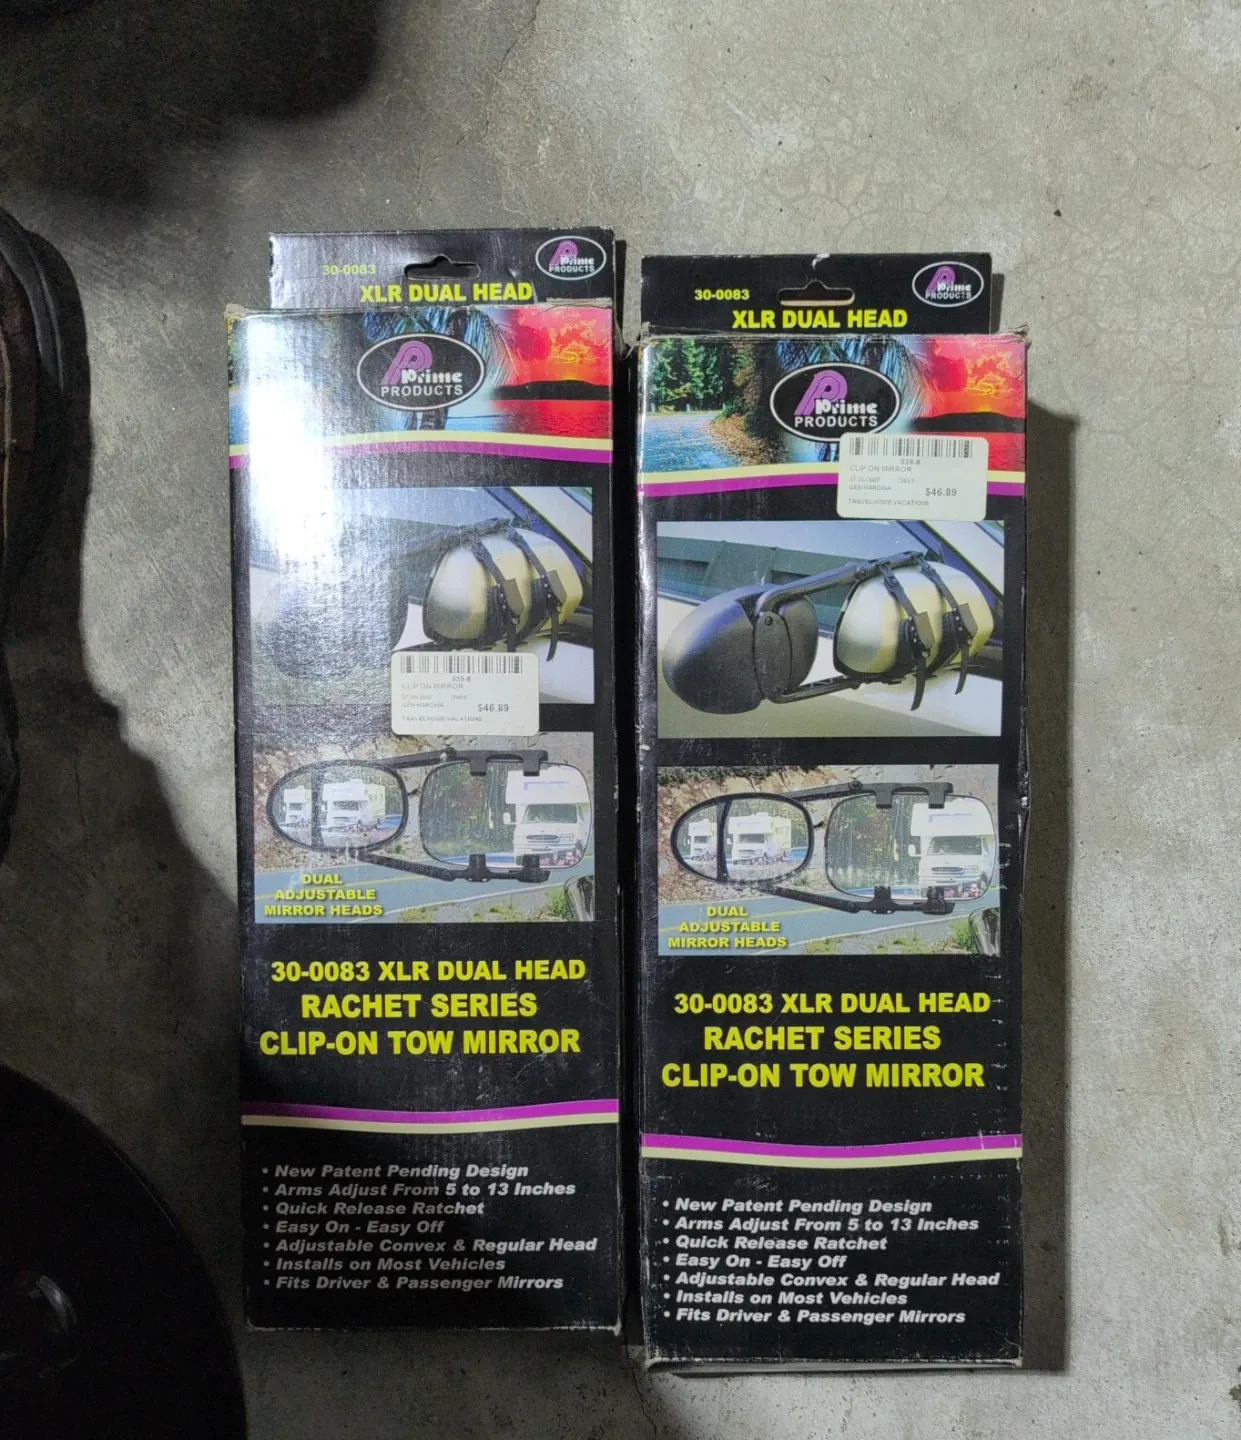 30-0083
XLR DUAL HEAD
Prime
PRODUCTS
Prime
PRODUCTS
939-B
CLIP ON MIRROR
GEN-HARDWA
$46.89
TRAVELHOME VACATIONS
DUAL
ADJUSTABLE
MIRROR HEADS
30-0083 XLR DUAL HEAD
RACHET SERIES
CLIP-ON TOW MIRROR
• New Patent Pending Design
• Arms Adjust From 5 to 13 Inches
• Quick Release Ratchet
• Easy On - Easy Off
• Adjustable Convex & Regular Head
• Installs on Most Vehicles
• Fits Driver & Passenger Mirrors
30-0083
XLR DUAL HEAD
Prime
PRODUCTS
Prime
PRODUCTS
939-B
CLIP ON MIRROR
GEN-HARDWA
$46.89
TRAVELHOME VACATIONS
DUAL
ADJUSTABLE
MIRROR HEADS
30-0083 XLR DUAL HEAD
RACHET SERIES
CLIP-ON TOW MIRROR
• New Patent Pending Design
• Arms Adjust From 5 to 13 Inches
• Quick Release Ratchet
• Easy On - Easy Off
• Adjustable Convex & Regular Head
• Installs on Most Vehicles
• Fits Driver & Passenger Mirrors